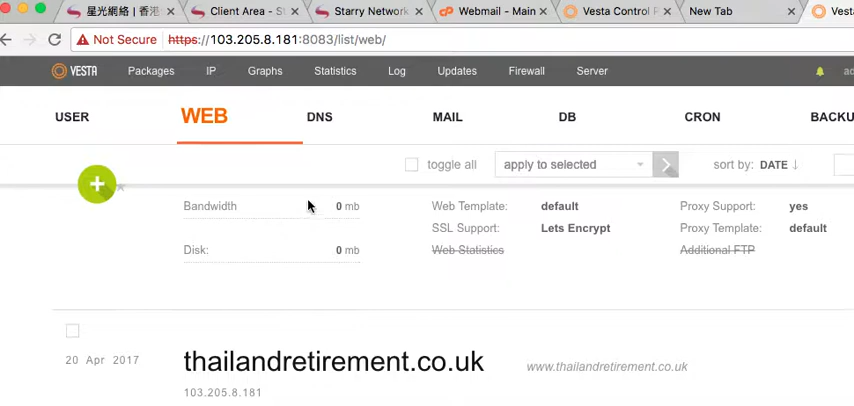 星光網絡 | 香港 Client Area - S Starry Network Webmail - Main Vesta Control P New Tab Vesta
Not Secure https://103.205.8.181:8083/list/web/
VESTA Packages IP Graphs Statistics Log Updates Firewall Server
USER WEB DNS MAIL DB CRON BACKU
toggle all apply to selected sort by: DATE ↓
+
Bandwidth 0 mb Web Template: default Proxy Support: yes
SSL Support: Lets Encrypt Proxy Template: default
Disk: 0 mb Web Statistics Additional FTP
20 Apr 2017 thailandretirement.co.uk www.thailandretirement.co.uk
103.205.8.181